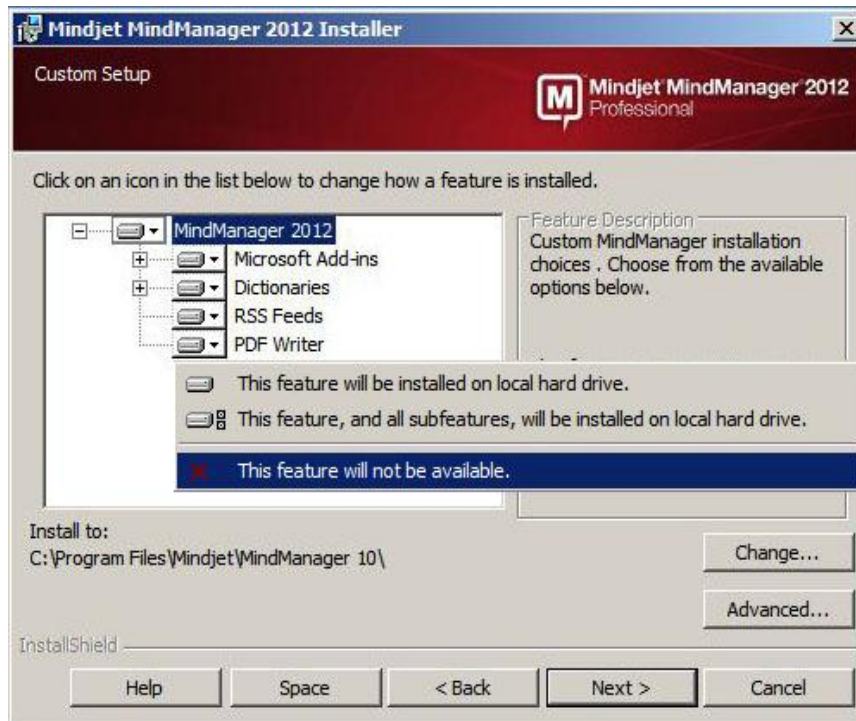 Mindjet MindManager 2012 Installer
Custom Setup
Mindjet MindManager 2012
Professional
Click on an icon in the list below to change how a feature is installed.
MindManager 2012
Microsoft Add-ins
Dictionaries
RSS Feeds
PDF Writer
Feature Description
Custom MindManager installation
choices . Choose from the available
options below.
This feature will be installed on local hard drive.
This feature, and all subfeatures, will be installed on local hard drive.
This feature will not be available.
Install to:
C:\Program Files\Mindjet\MindManager 10\
Change...
Advanced...
InstallShield
Help
Space
< Back
Next >
Cancel